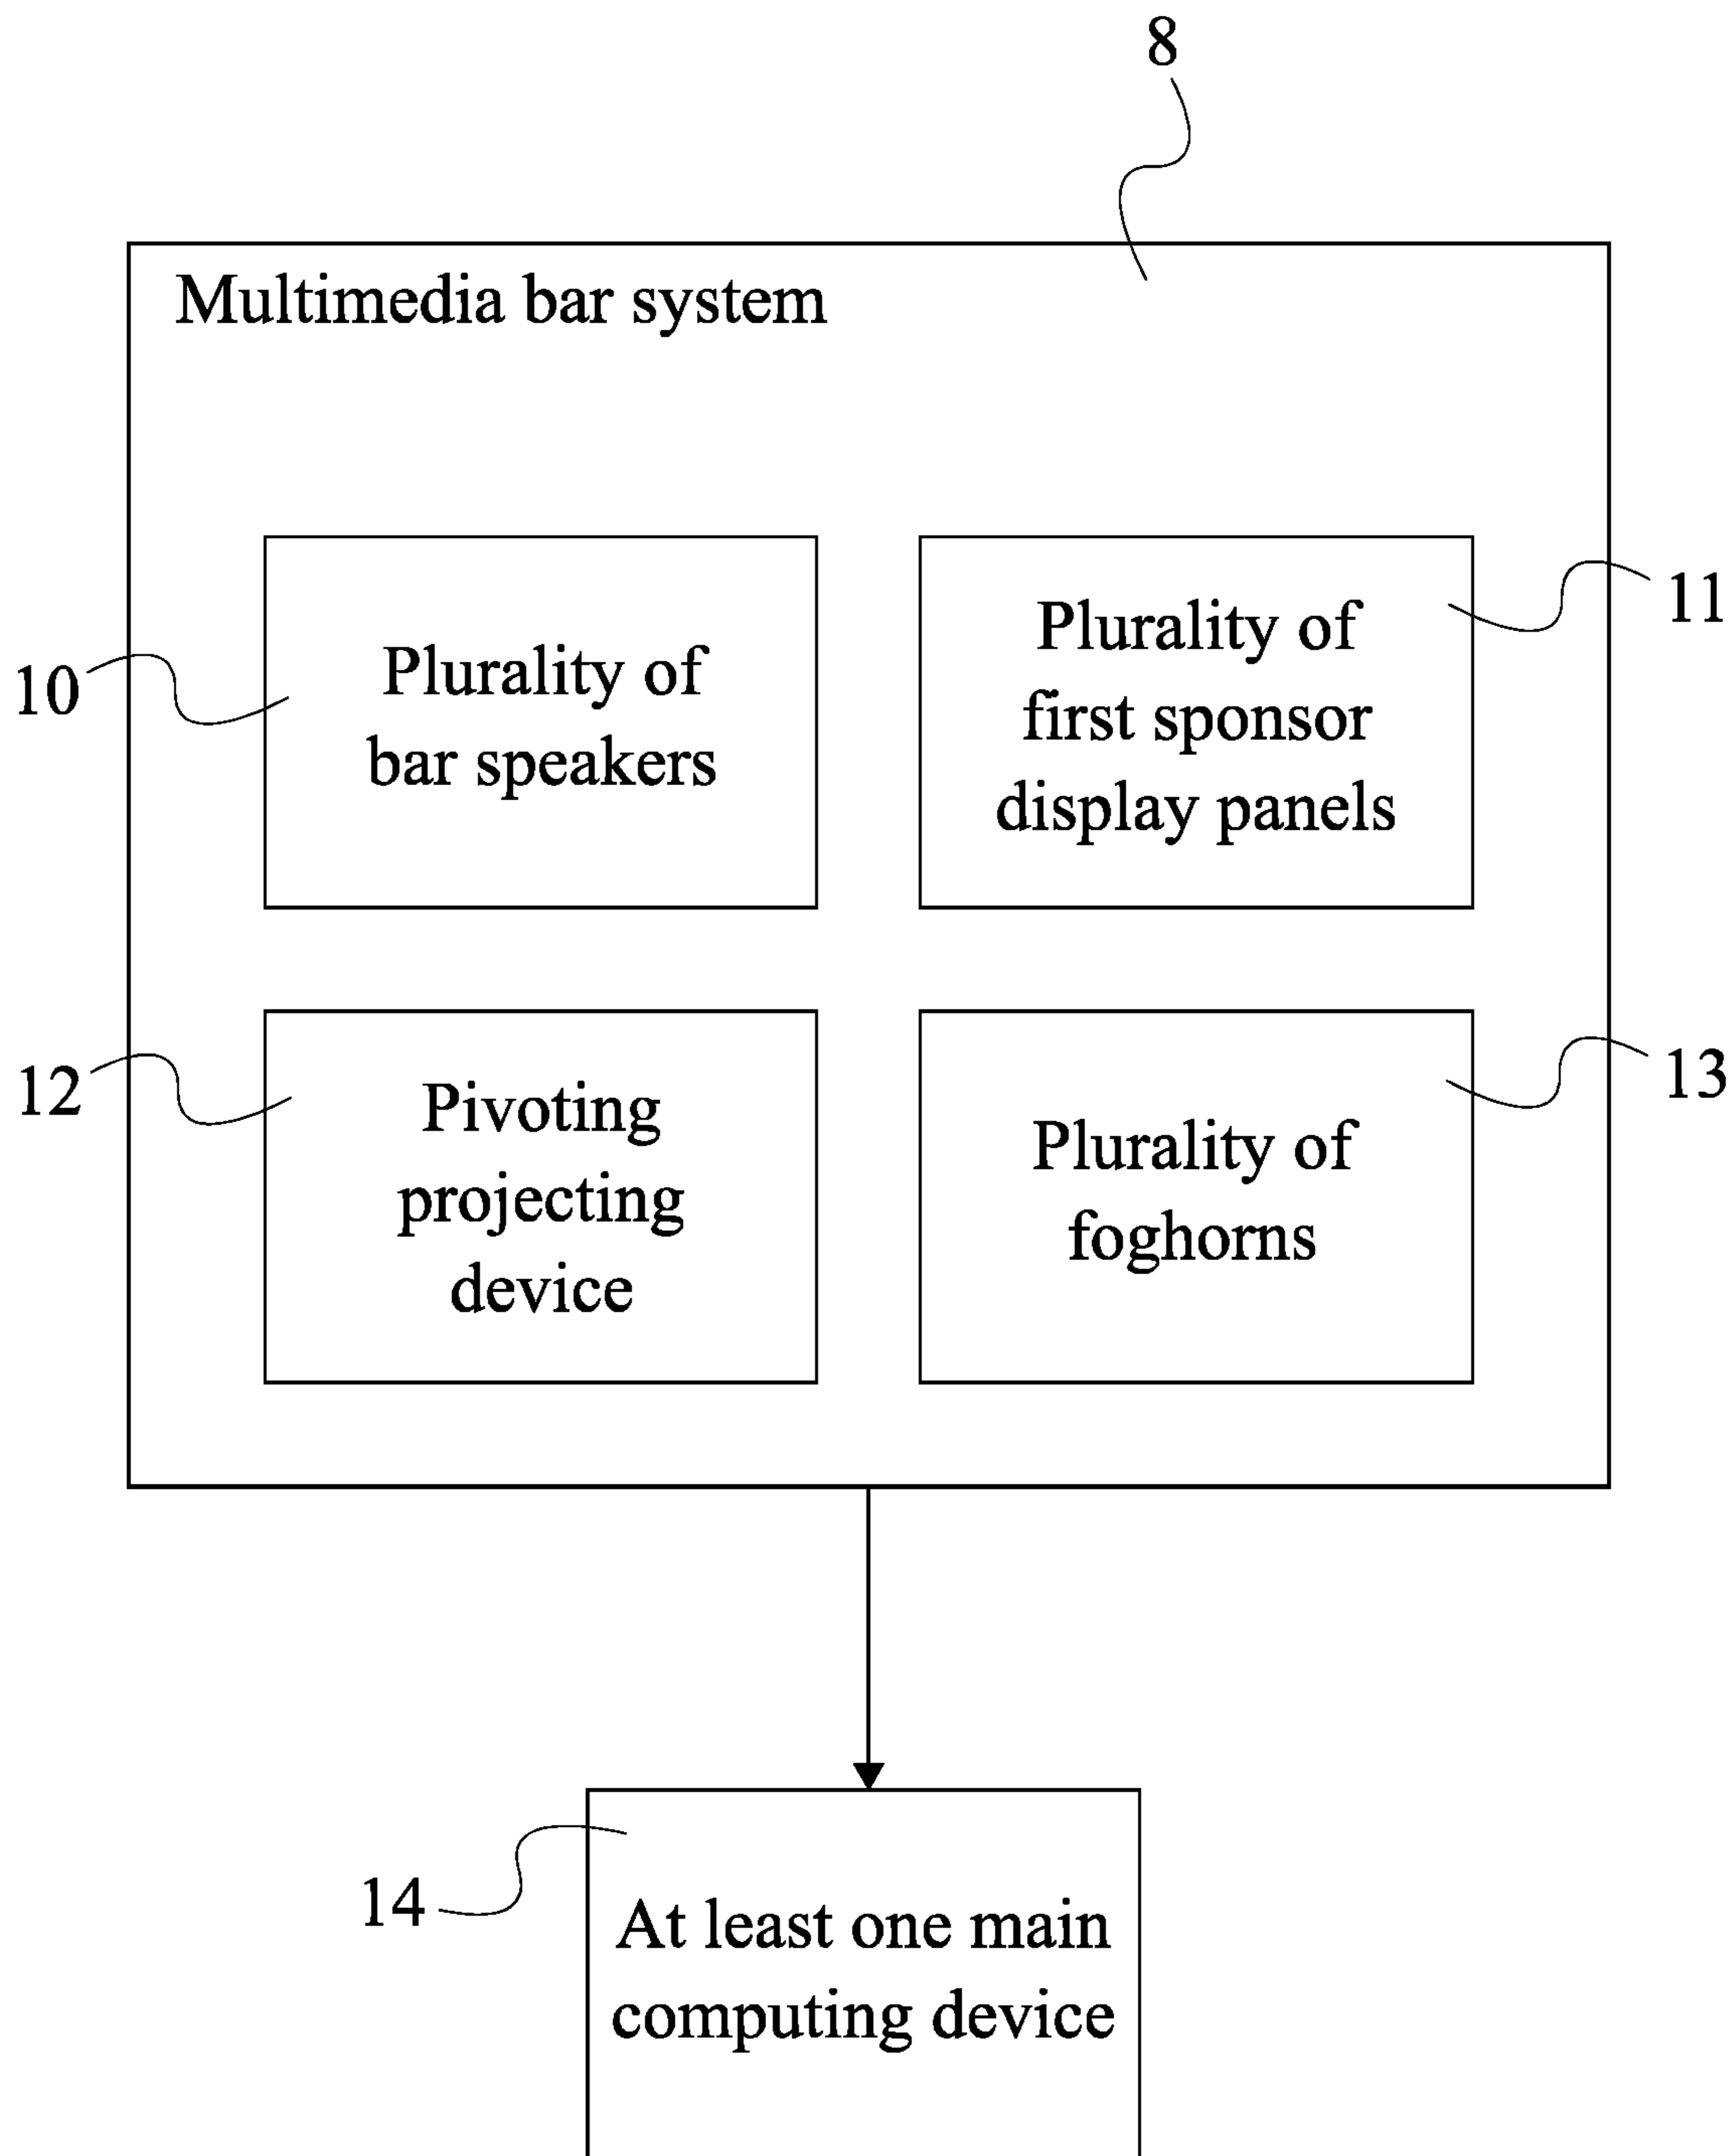 8
Multimedia bar system
10
Plurality of
bar speakers
Plurality of
first sponsor
display panels
11
12
Pivoting
projecting
device
Plurality of
foghorns
13
14
At least one main
computing device